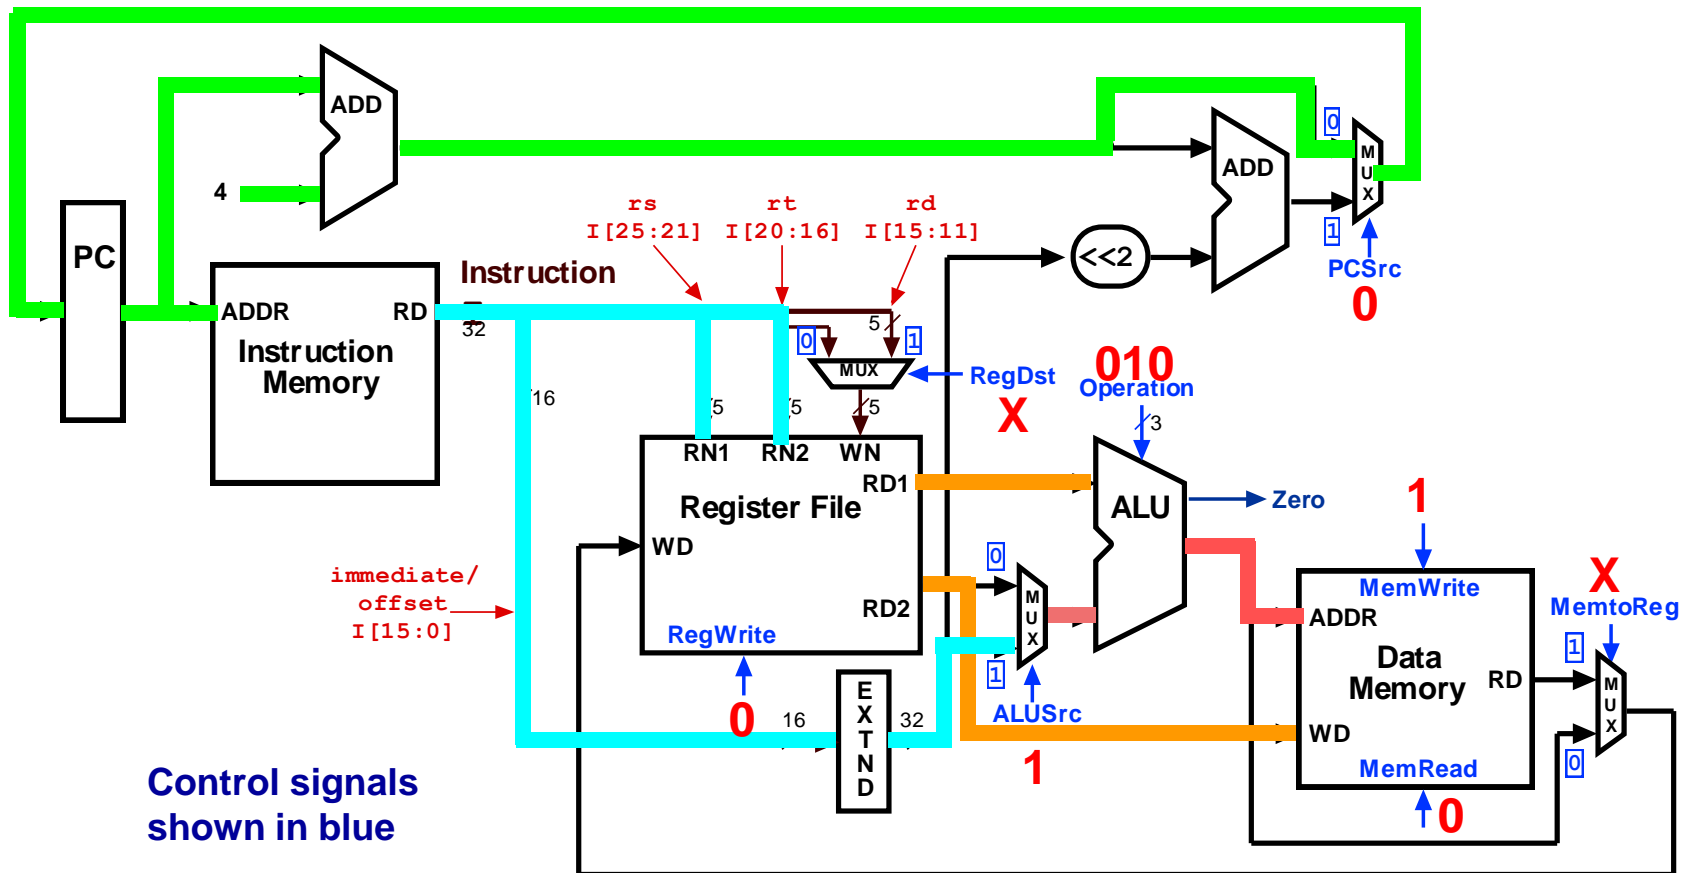 ADD
4
PC
Instruction
ADDR
RD
32
Instruction
Memory
16
rs
I[25:21]
rt
I[20:16]
rd
I[15:11]
5
0
1
MUX
RegDst
X
5
5
5
RN1
RN2
WN
RD1
Register File
WD
RD2
RegWrite
0
immediate/
offset
I[15:0]
16
E
X
T
N
D
32
<<2
ADD
0
1
M
U
X
PCSrc
0
010
Operation
3
ALU
Zero
0
1
M
U
X
ALUSrc
1
1
MemWrite
ADDR
Data
Memory
RD
WD
MemRead
0
X
MemtoReg
1
0
M
U
X
Control signals
shown in blue